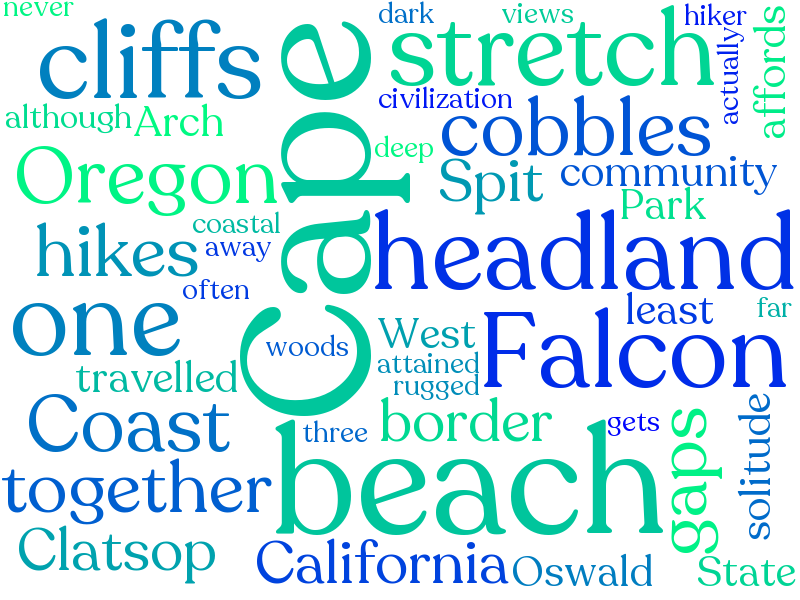 never
dark
views
hiker
cliffs
Cape
stretch
actually
affords
although
Arch
civilization
cobbles
deep
Oregon
Spit
community
Park
coastal
hikes
away
headland
often
one
least
far
woods
West
Falcon
attained
travelled
rugged
Coast
three
border
gets
gaps
solitude
together
beach
Clatsop
California
Oswald
State